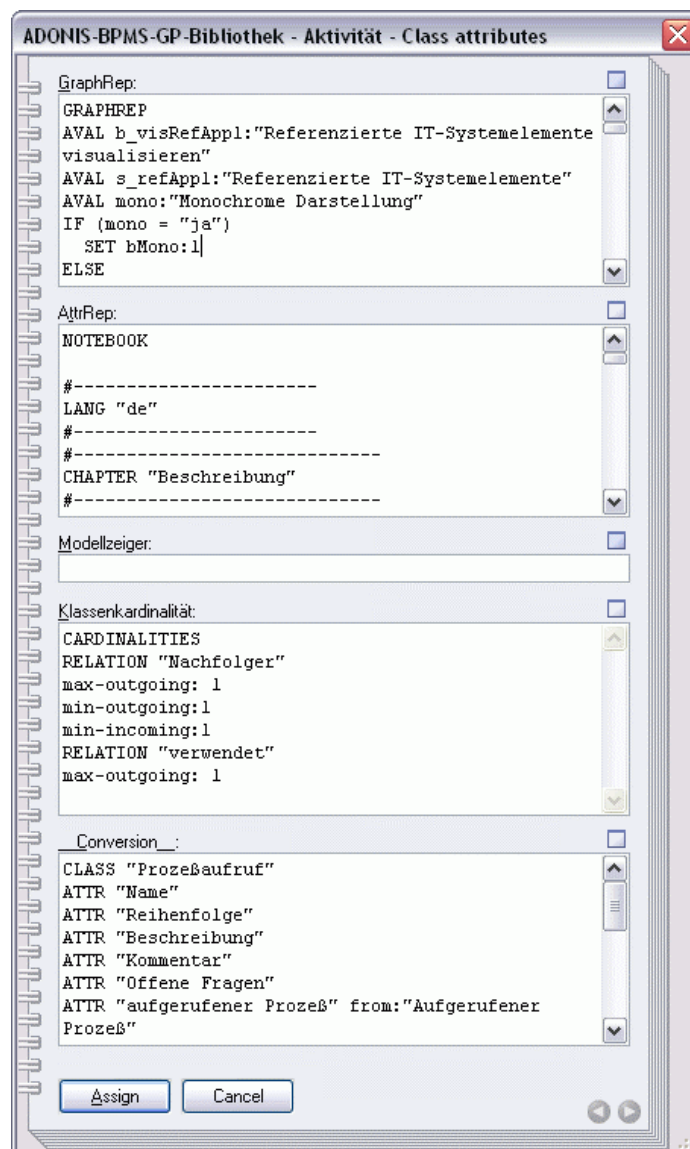 ADONIS-BPMS-GP-Bibliothek - Aktivität - Class attributes
GraphRep:
GRAPHREP
AVAL b_visRefAppl:"Referenzierte IT-Systemelemente
visualisieren"
AVAL s_refAppl:"Referenzierte IT-Systemelemente"
AVAL mono:"Monochrome Darstellung"
IF (mono = "ja")
  SET bMono:1
ELSE
AttrRep:
NOTEBOOK
#-----------------------
LANG "de"
#-----------------------
#-----------------------------
CHAPTER "Beschreibung"
#-----------------------------
Modellzeiger:
Klassenkardinalität:
CARDINALITIES
RELATION "Nachfolger"
max-outgoing: 1
min-outgoing:1
min-incoming:1
RELATION "verwendet"
max-outgoing: 1
__Conversion__:
CLASS "Prozeßaufruf"
ATTR "Name"
ATTR "Reihenfolge"
ATTR "Beschreibung"
ATTR "Kommentar"
ATTR "Offene Fragen"
ATTR "aufgerufener Prozeß" from:"Aufgerufener
Prozeß"
Assign
Cancel